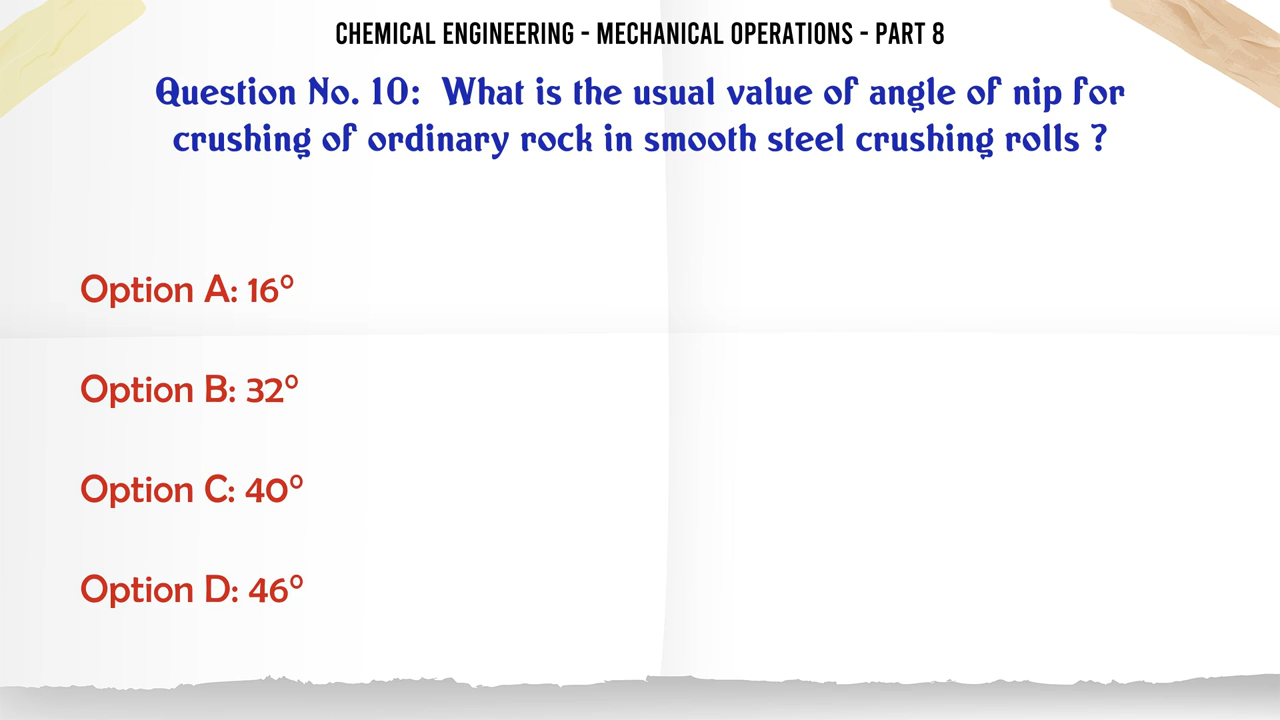 CHEMICAL ENGINEERING - MECHANICAL OPERATIONS - PART 8
Question No. 10: What is the usual value of angle of nip for
crushing of ordinary rock in smooth steel crushing rolls ?
Option A: 16°
Option B: 32°
Option C: 40°
Option D: 46°